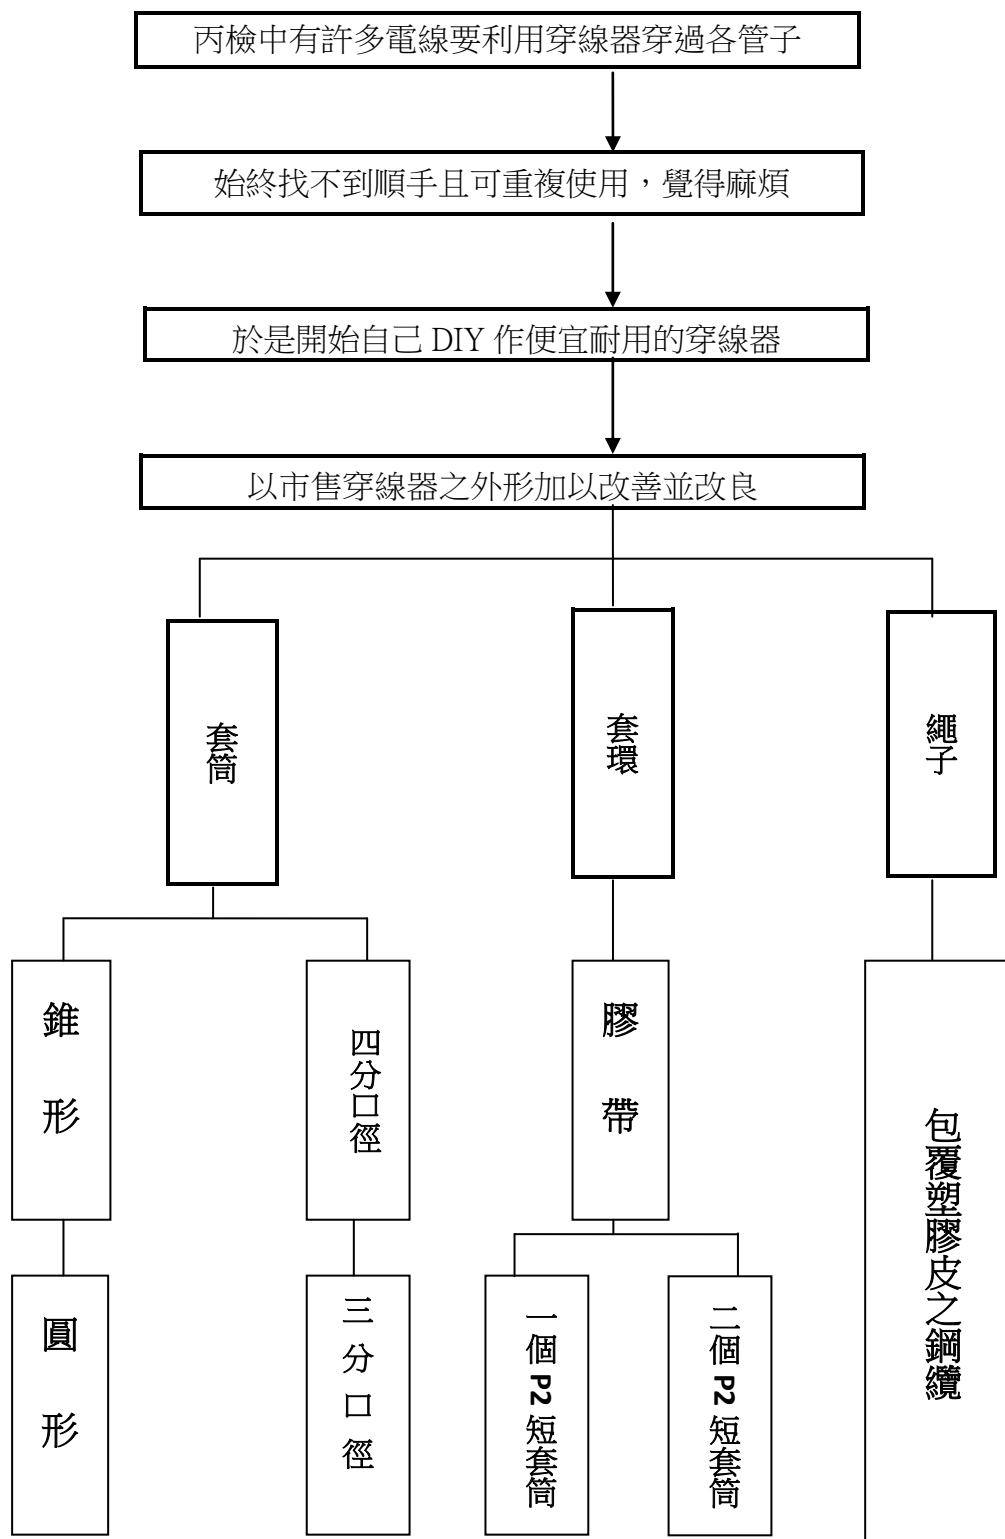 丙檢中有許多電線要利用穿線器穿過各管子
始終找不到順手且可重複使用，覺得麻煩
於是開始自己 DIY 作便宜耐用的穿線器
以市售穿線器之外形加以改善並改良
套筒
套環
繩子
錐形
四分口徑
膠帶
包覆塑膠皮之鋼纜
圓形
三分口徑
一個 P2 短套筒
二個 P2 短套筒